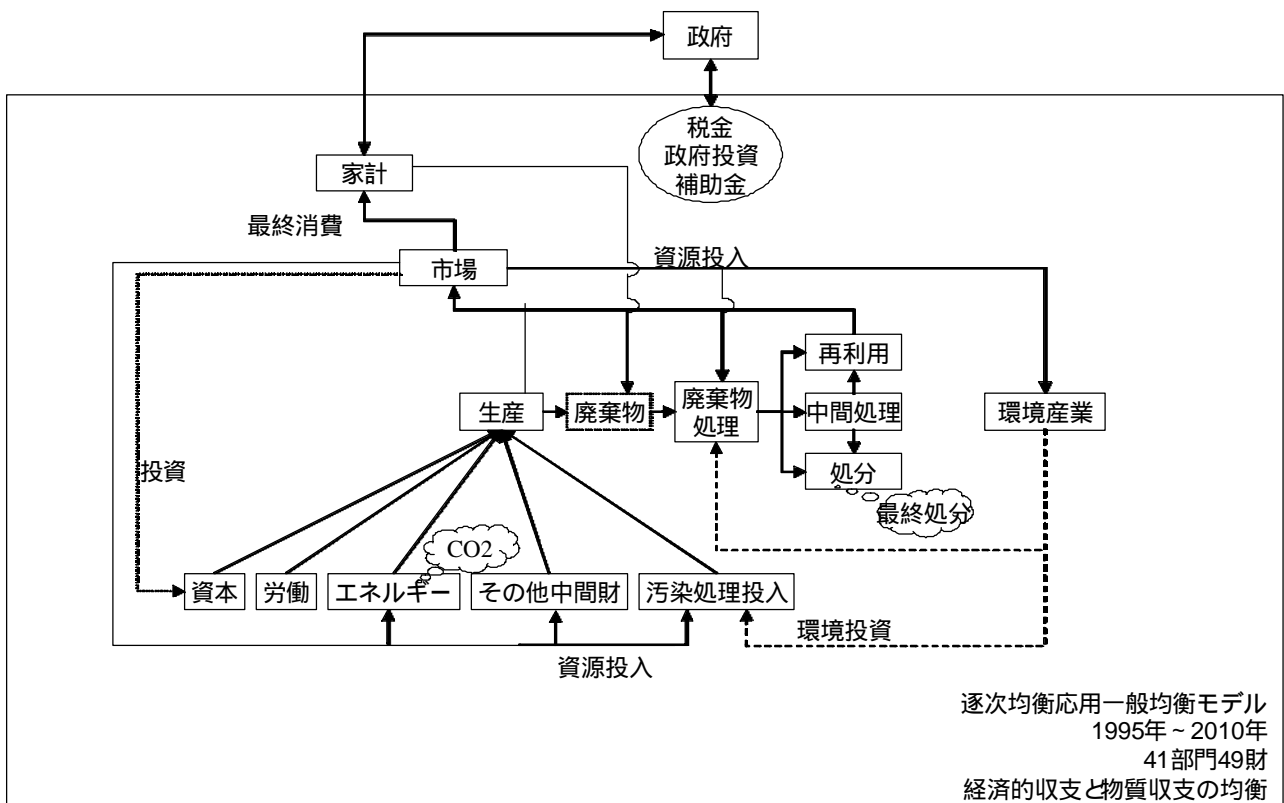 政府
税金
政府投資
補助金
家計
最終消費
市場
資源投入
再利用
生産
廃棄物
廃棄物
処理
中間処理
環境産業
処分
投資
最終処分
CO2
資本
労働
エネルギー
その他中間財
汚染処理投入
環境投資
資源投入
逐次均衡応用一般均衡モデル
1995年~2010年
41部門49財
経済的収支と物質収支の均衡